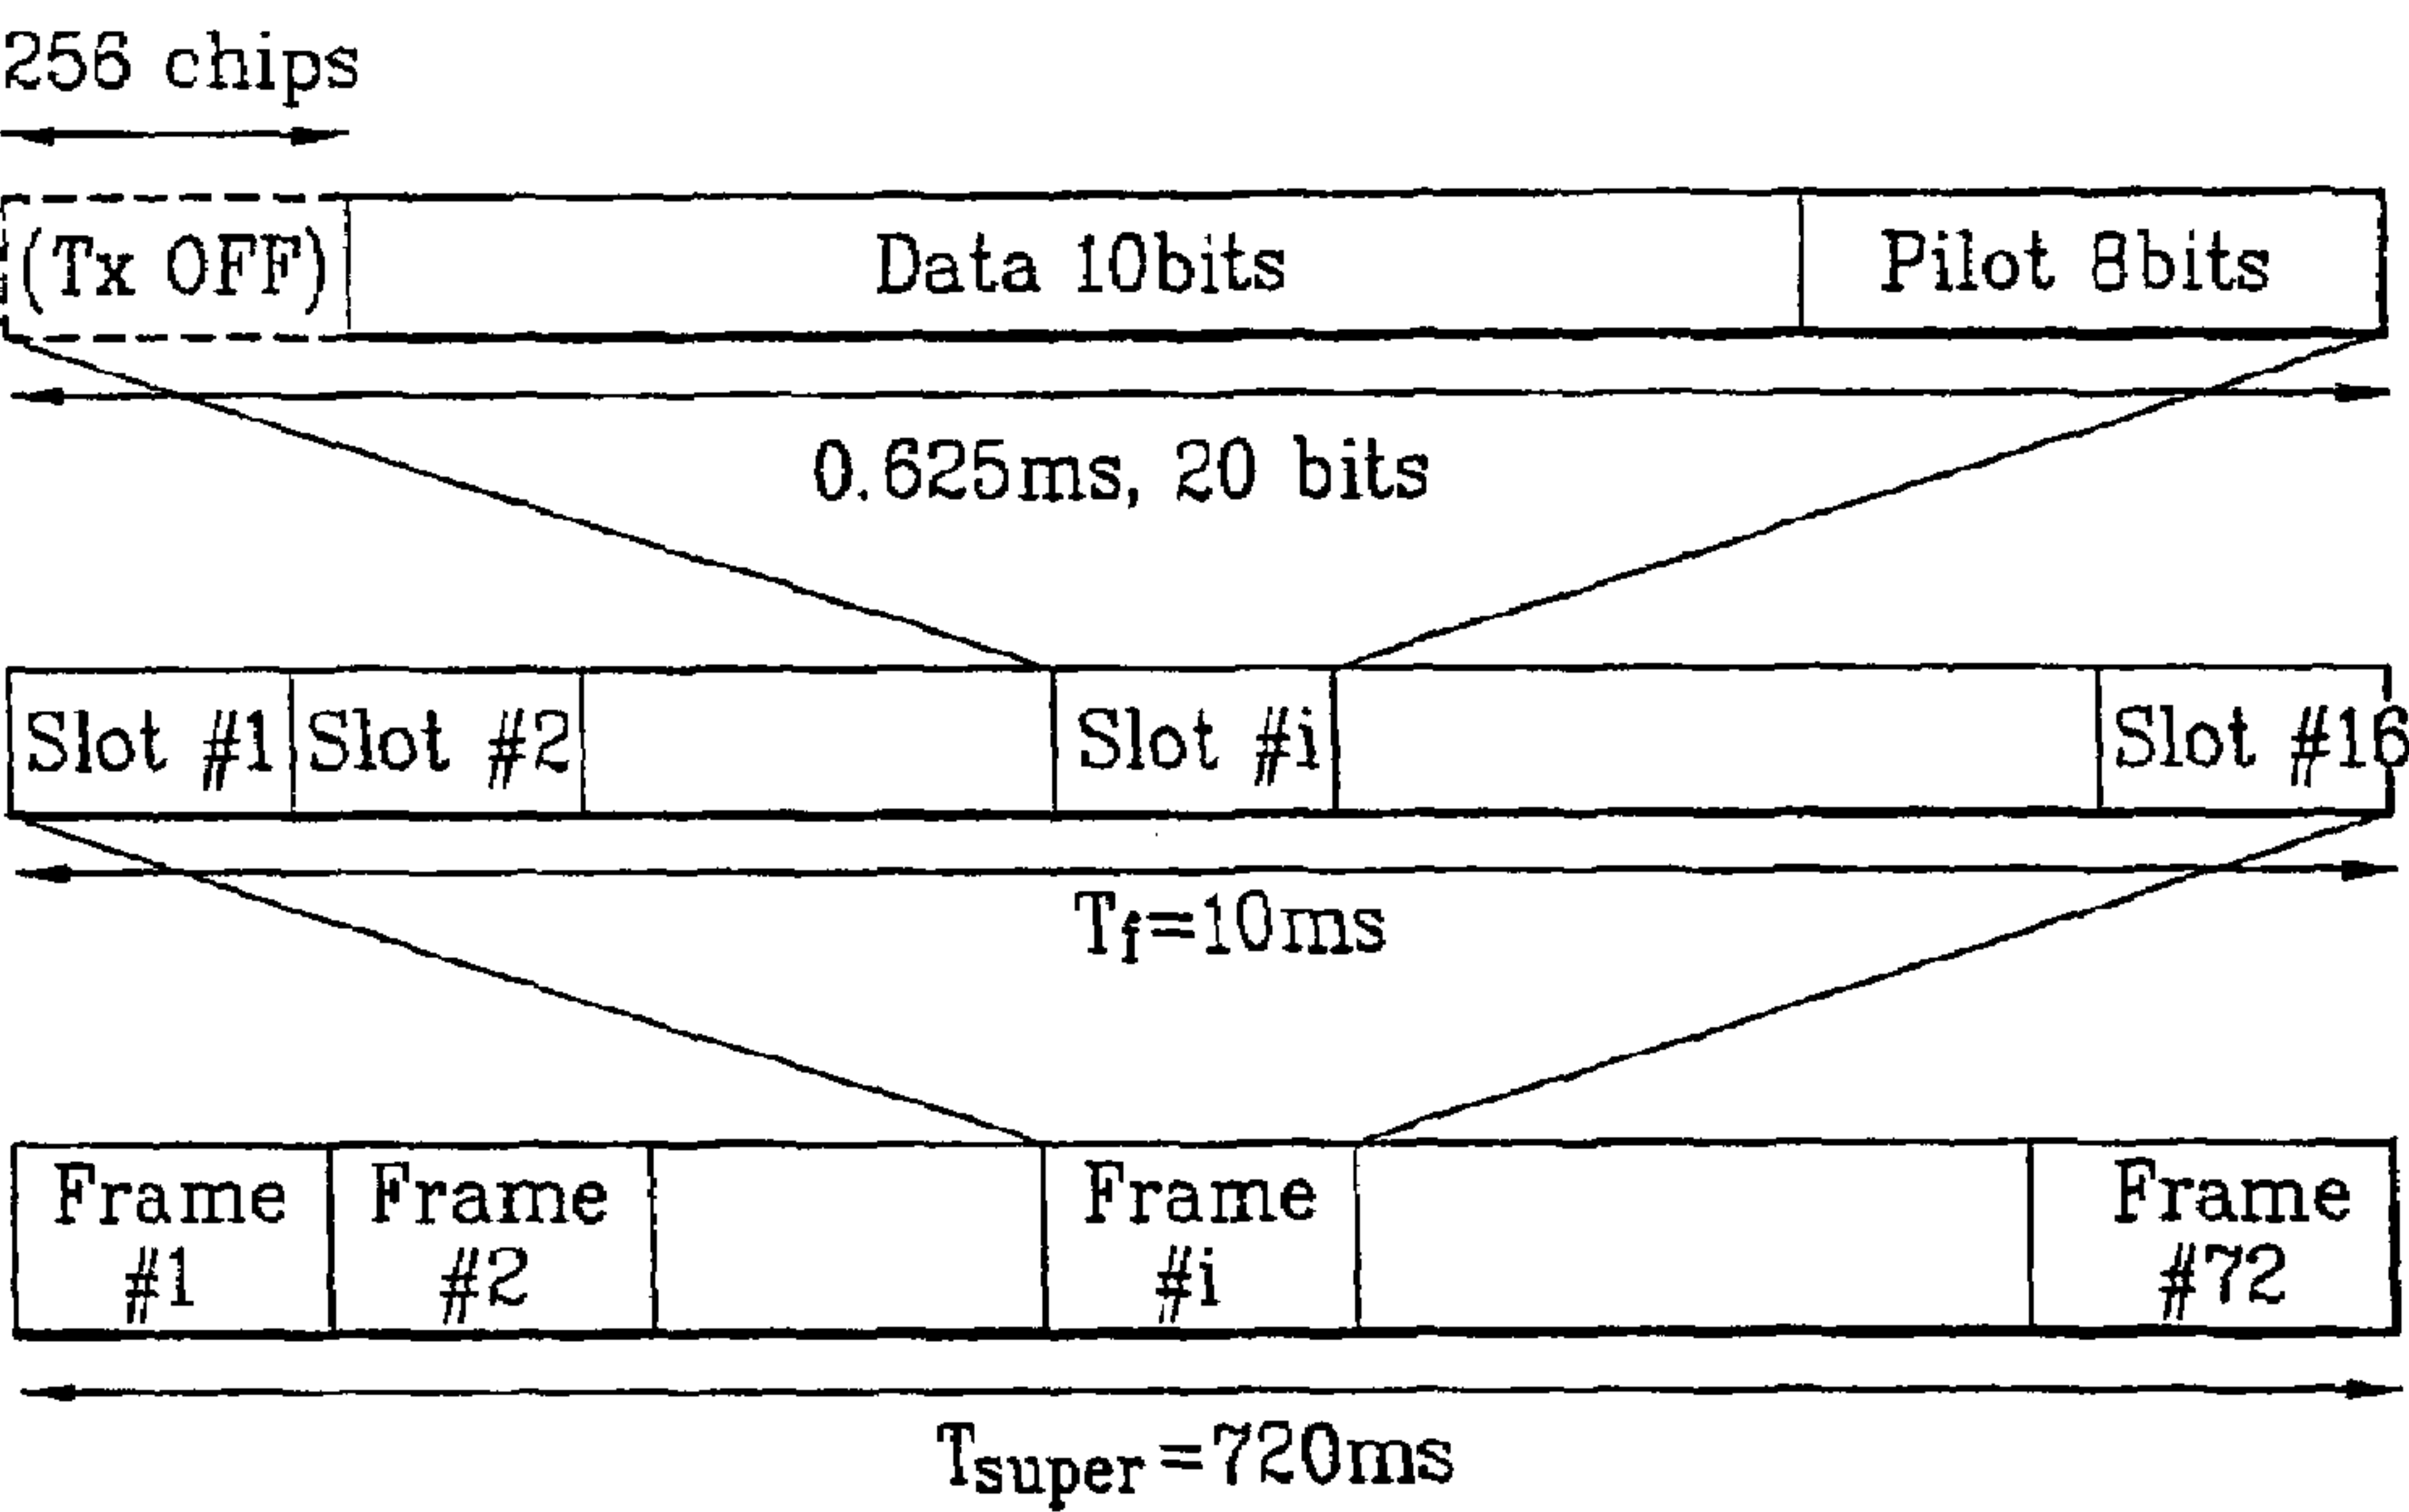 256 chips
(Tx OFF) Data 10bits Pilot 8bits
0.625ms, 20 bits
Slot #1 Slot #2 Slot #i Slot #16
Tf=10ms
Frame #1 Frame #2 Frame #i Frame #72
Tsuper=720ms